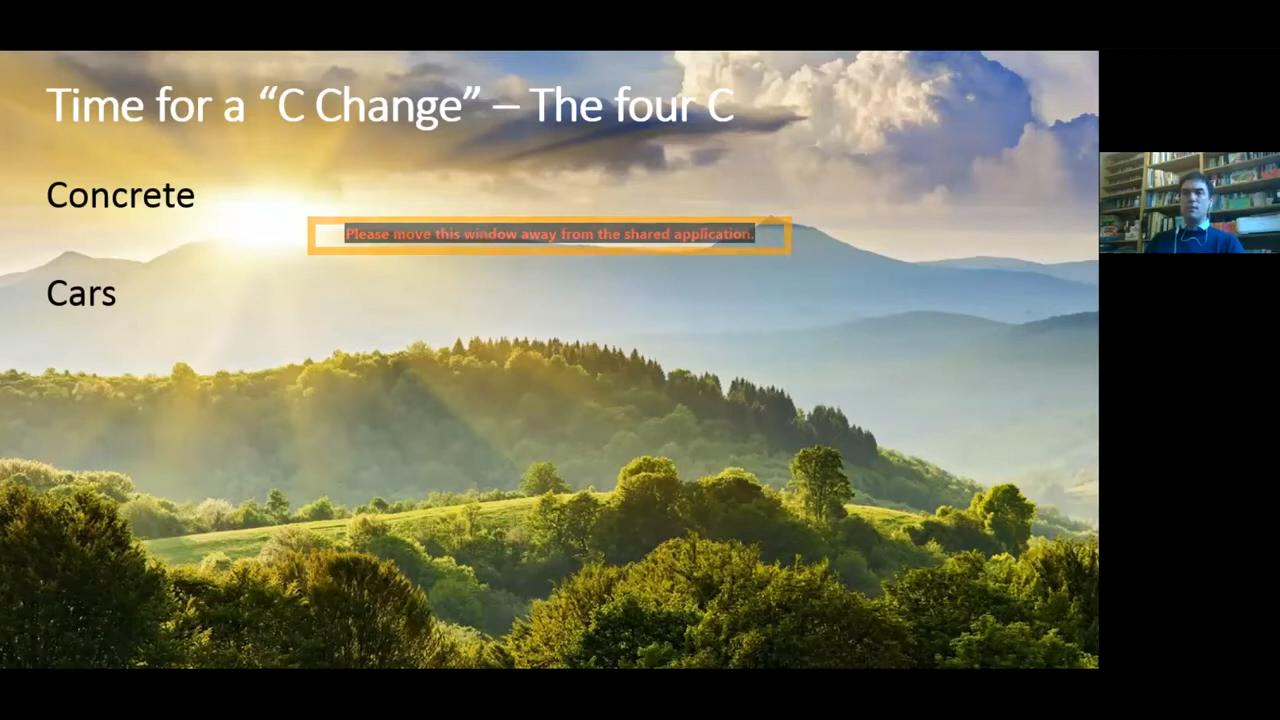 Time for a “C Change” – The four C
Concrete
Please move this window away from the shared application.
Cars